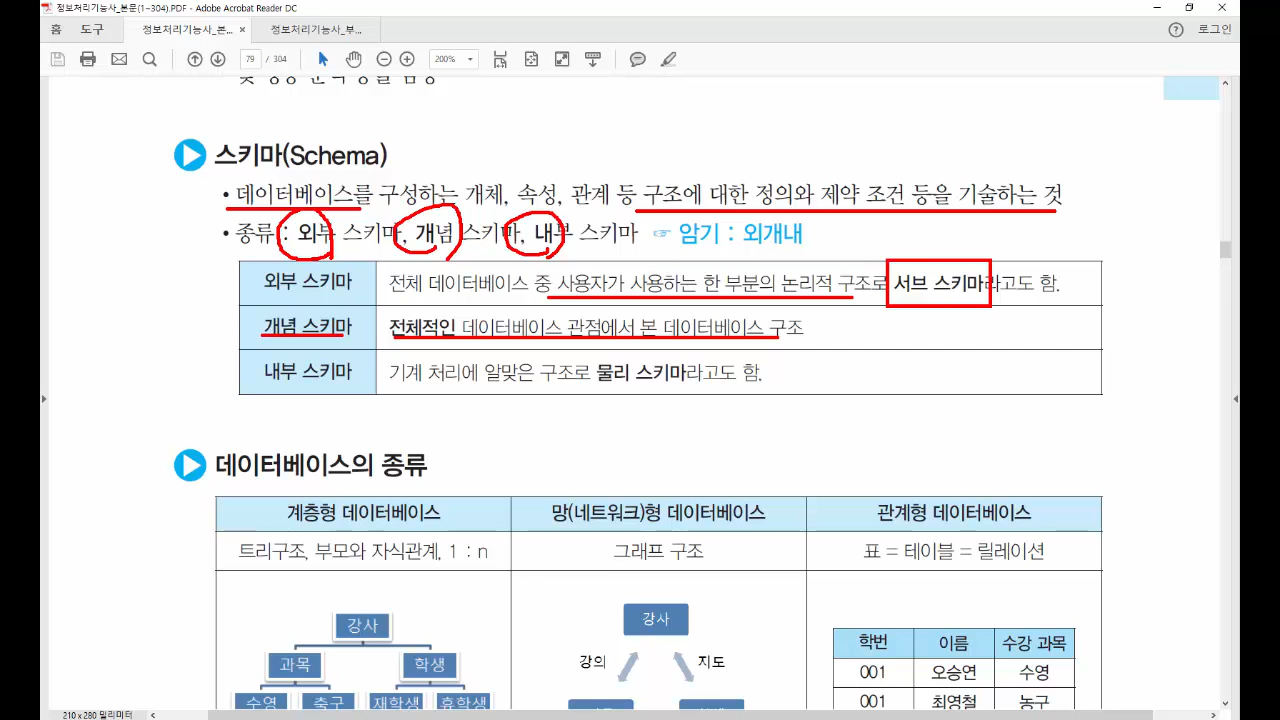 정보처리기능사_본문(1-304).PDF - Adobe Acrobat Reader DC
홈 도구 정보처리기능사_본... × 정보처리기능사_부... ? 로그인
79 / 304 200%
▶ 스키마(Schema)
• 데이터베이스를 구성하는 개체, 속성, 관계 등 구조에 대한 정의와 제약 조건 등을 기술하는 것
• 종류 : 외부 스키마, 개념 스키마, 내부 스키마 ☞ 암기 : 외개내
외부 스키마 전체 데이터베이스 중 사용자가 사용하는 한 부분의 논리적 구조로 서브 스키마라고도 함.
개념 스키마 전체적인 데이터베이스 관점에서 본 데이터베이스 구조
내부 스키마 기계 처리에 알맞은 구조로 물리 스키마라고도 함.
▶ 데이터베이스의 종류
계층형 데이터베이스 망(네트워크)형 데이터베이스 관계형 데이터베이스
트리구조, 부모와 자식관계, 1 : n 그래프 구조 표 = 테이블 = 릴레이션
강사
과목 학생
수영 축구 재학생 휴학생
강사
강의 지도
학번 이름 수강 과목
001 오승연 수영
001 최영철 농구
210 x 280 밀리미터